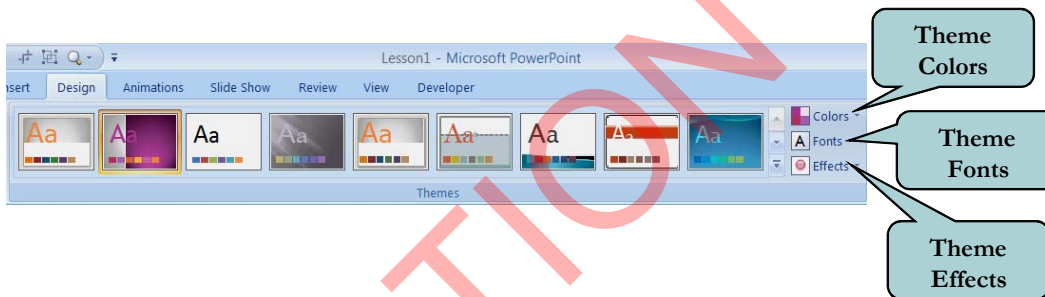 Lesson1 - Microsoft PowerPoint
Design Animations Slide Show Review View Developer
Aa Aa Aa Aa Aa Aa Aa Aa Aa
Colors
Fonts
Effects
Themes
Theme
Colors
Theme
Fonts
Theme
Effects
TION